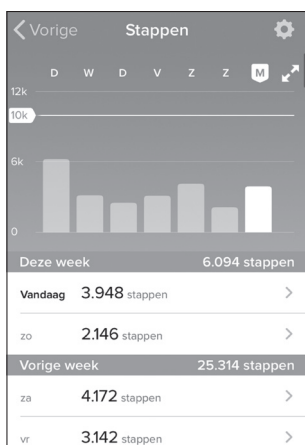 Vorige Stappen
D W D V Z Z M
12k
10k
6k
0
Deze week 6.094 stappen
Vandaag 3.948 stappen
zo 2.146 stappen
Vorige week 25.314 stappen
za 4.172 stappen
vr 3.142 stappen